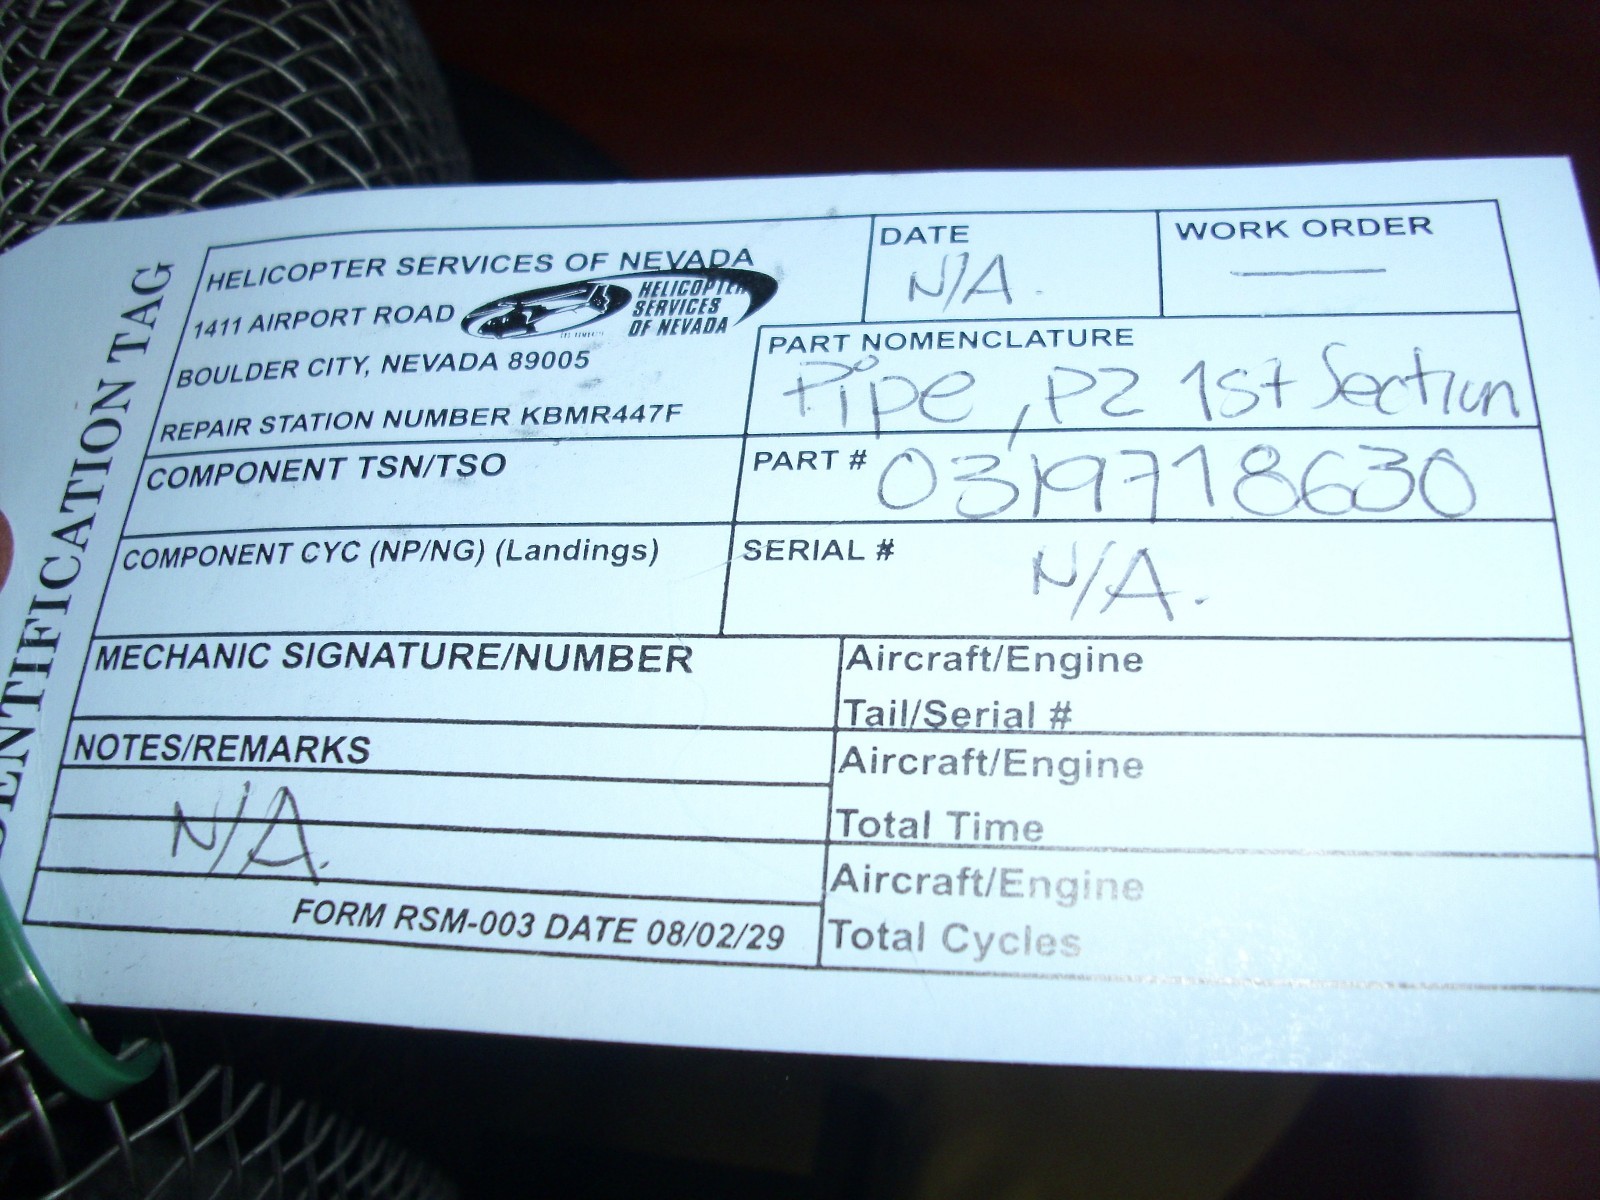 IDENTIFICATION TAG
HELICOPTER SERVICES OF NEVADA
1411 AIRPORT ROAD
HELICOPTER
SERVICES
OF NEVADA
BOULDER CITY, NEVADA 89005
REPAIR STATION NUMBER KBMR447F
DATE
N/A.
WORK ORDER
PART NOMENCLATURE
Pipe, P2 1st Section
COMPONENT TSN/TSO
PART # 0319718630
COMPONENT CYC (NP/NG) (Landings)
SERIAL #
N/A.
MECHANIC SIGNATURE/NUMBER
Aircraft/Engine
Tail/Serial #
NOTES/REMARKS
N/A.
Aircraft/Engine
Total Time
Aircraft/Engine
Total Cycles
FORM RSM-003 DATE 08/02/29